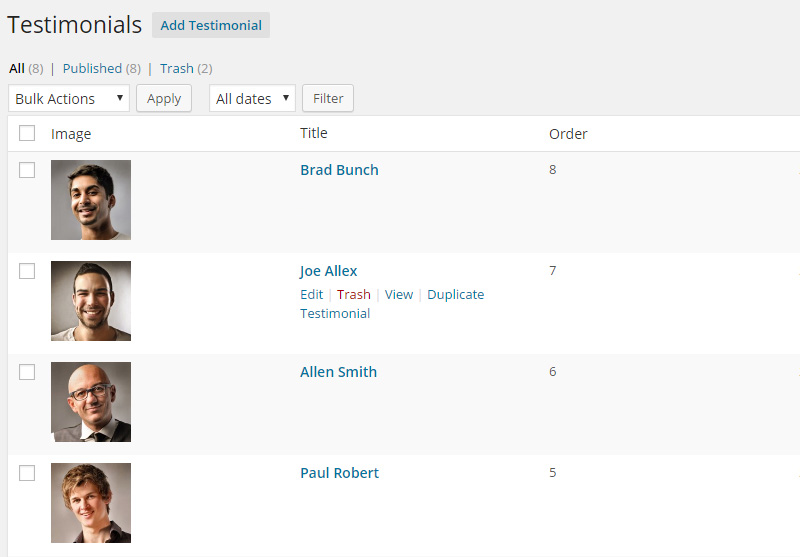 Testimonials Add Testimonial
All (8) | Published (8) | Trash (2)
Bulk Actions Apply All dates Filter
Image Title Order
Brad Bunch 8
Joe Allex 7
Edit | Trash | View | Duplicate
Testimonial
Allen Smith 6
Paul Robert 5